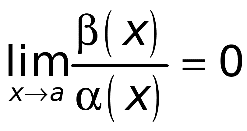 lim_{x→a} β(x)/α(x) = 0